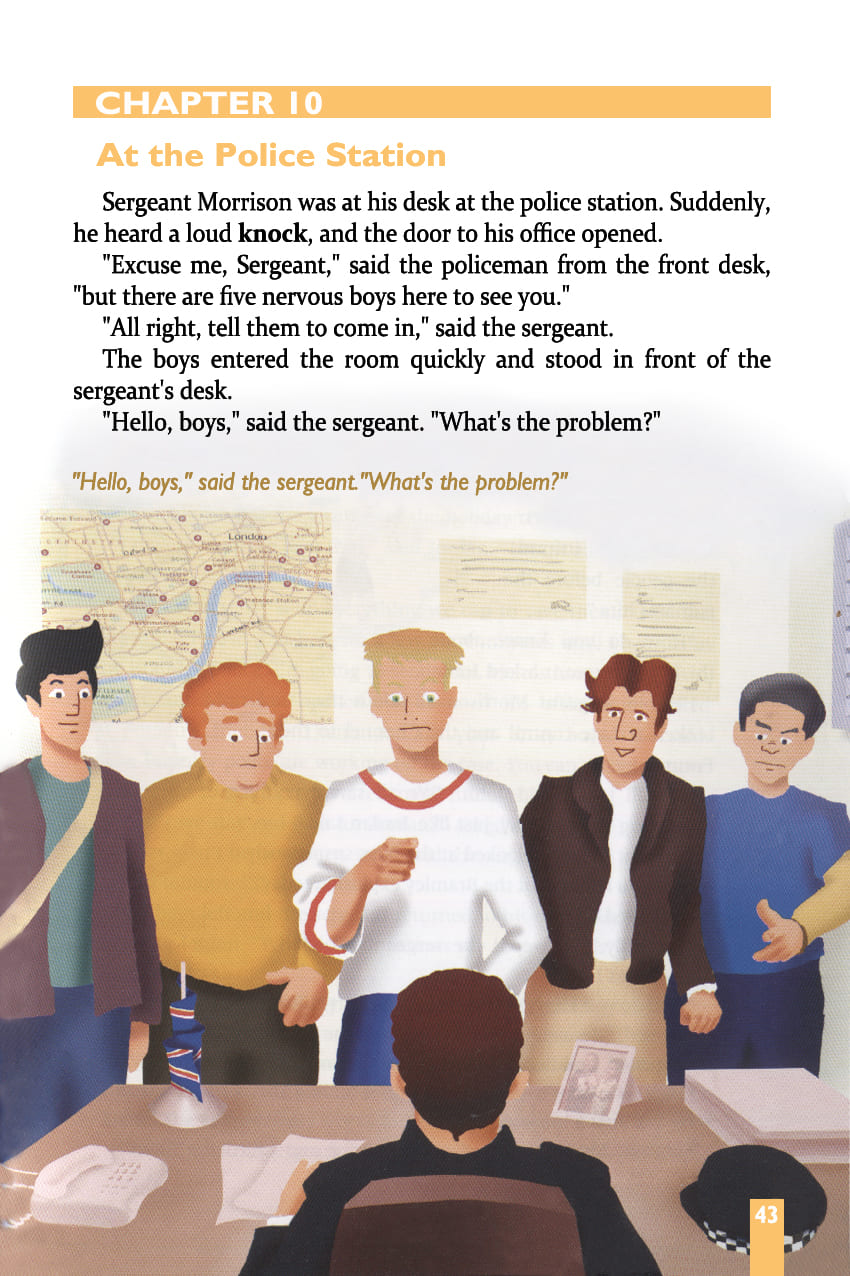 CHAPTER 10
At the Police Station
Sergeant Morrison was at his desk at the police station. Suddenly,
he heard a loud knock, and the door to his office opened.
"Excuse me, Sergeant," said the policeman from the front desk,
"but there are five nervous boys here to see you."
"All right, tell them to come in," said the sergeant.
The boys entered the room quickly and stood in front of the
sergeant's desk.
"Hello, boys," said the sergeant. "What's the problem?"
"Hello, boys," said the sergeant."What's the problem?"
London
43